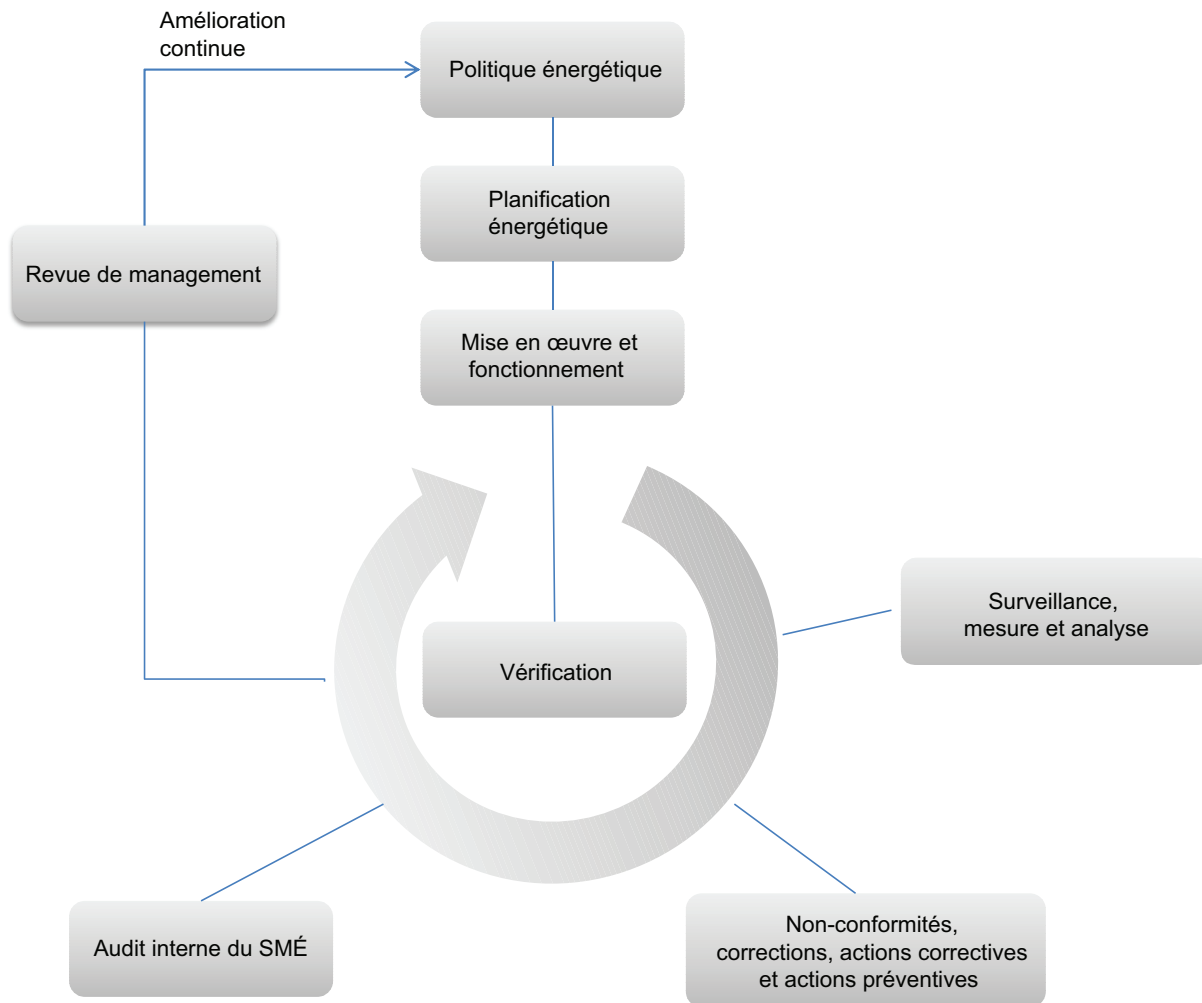 Amélioration
continue
Politique énergétique
Planification
énergétique
Revue de management
Mise en œuvre et
fonctionnement
Surveillance,
mesure et analyse
Vérification
Non-conformités,
corrections, actions correctives
et actions préventives
Audit interne du SMÉ